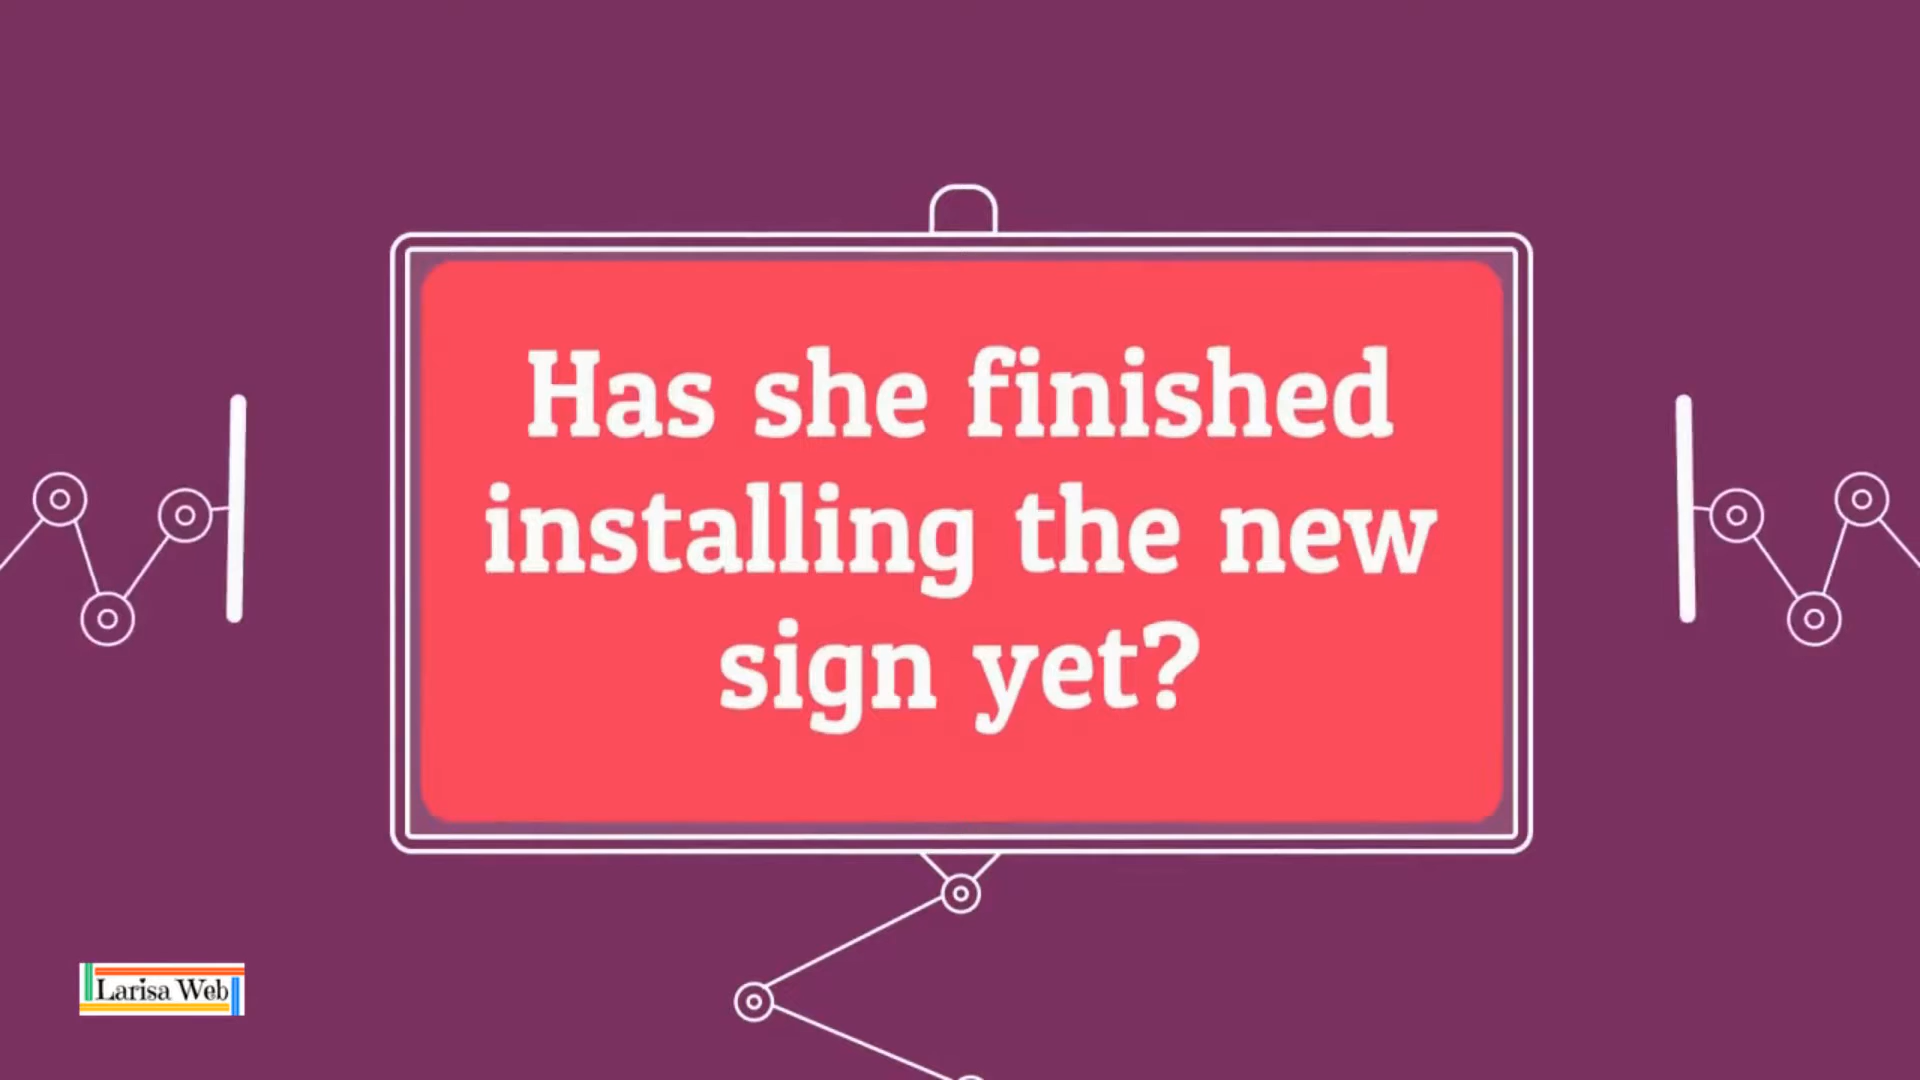 Has she finished
installing the new
sign yet?
Larisa Web